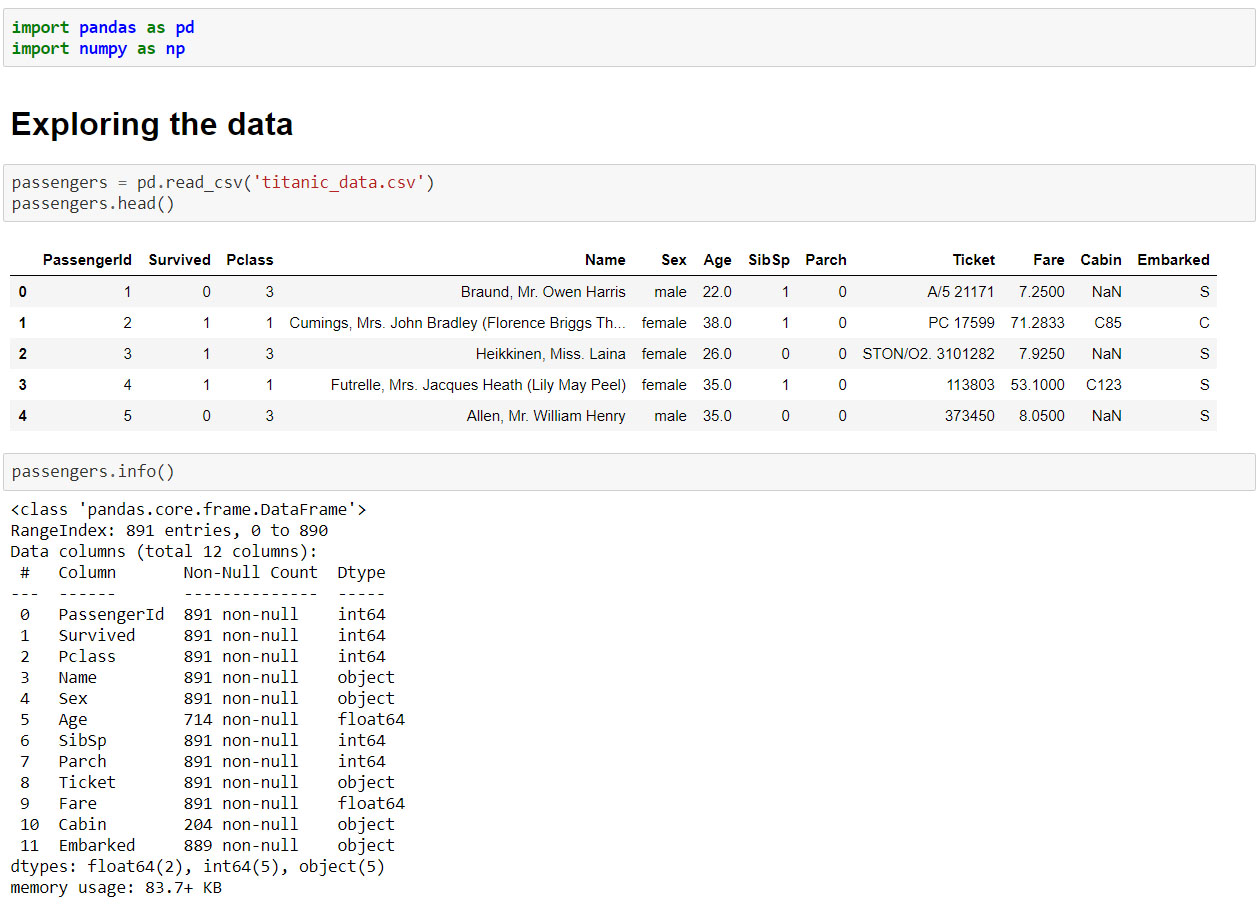 import pandas as pd
import numpy as np
Exploring the data
passengers = pd.read_csv('titanic_data.csv')
passengers.head()
PassengerId Survived Pclass Name Sex Age SibSp Parch Ticket Fare Cabin Embarked
0 1 0 3 Braund, Mr. Owen Harris male 22.0 1 0 A/5 21171 7.2500 NaN S
1 2 1 1 Cumings, Mrs. John Bradley (Florence Briggs Th... female 38.0 1 0 PC 17599 71.2833 C85 C
2 3 1 3 Heikkinen, Miss. Laina female 26.0 0 0 STON/O2. 3101282 7.9250 NaN S
3 4 1 1 Futrelle, Mrs. Jacques Heath (Lily May Peel) female 35.0 1 0 113803 53.1000 C123 S
4 5 0 3 Allen, Mr. William Henry male 35.0 0 0 373450 8.0500 NaN S
passengers.info()
<class 'pandas.core.frame.DataFrame'>
RangeIndex: 891 entries, 0 to 890
Data columns (total 12 columns):
 #   Column       Non-Null Count  Dtype
---  ------       --------------  -----
 0   PassengerId  891 non-null    int64
 1   Survived     891 non-null    int64
 2   Pclass       891 non-null    int64
 3   Name         891 non-null    object
 4   Sex          891 non-null    object
 5   Age          714 non-null    float64
 6   SibSp        891 non-null    int64
 7   Parch        891 non-null    int64
 8   Ticket       891 non-null    object
 9   Fare         891 non-null    float64
 10  Cabin        204 non-null    object
 11  Embarked     889 non-null    object
dtypes: float64(2), int64(5), object(5)
memory usage: 83.7+ KB